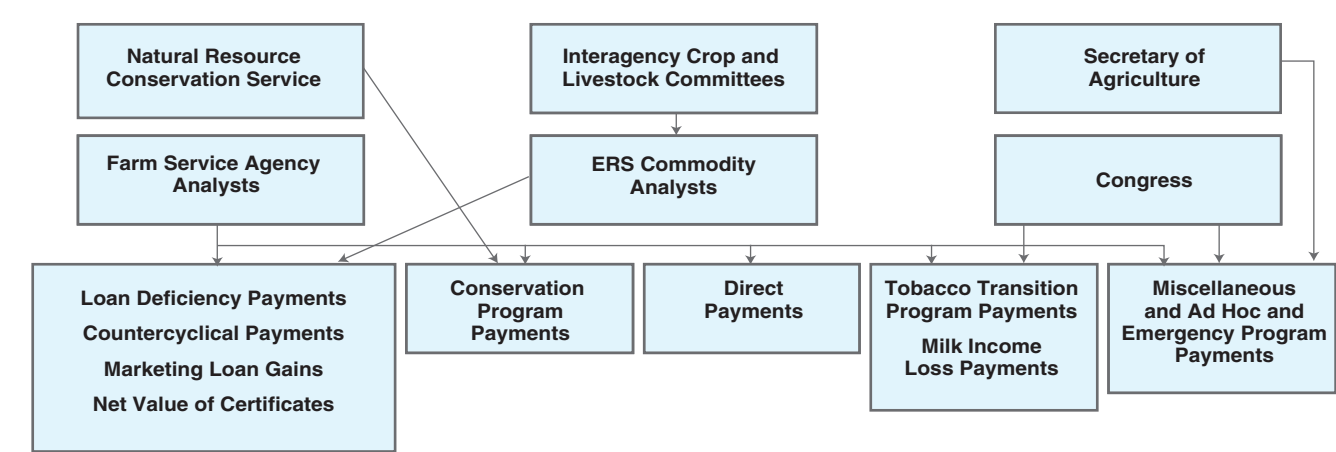 Natural Resource
Conservation Service
Interagency Crop and
Livestock Committees
Secretary of
Agriculture
Farm Service Agency
Analysts
ERS Commodity
Analysts
Congress
Loan Deficiency Payments
Countercyclical Payments
Marketing Loan Gains
Net Value of Certificates
Conservation
Program
Payments
Direct
Payments
Tobacco Transition
Program Payments
Milk Income
Loss Payments
Miscellaneous
and Ad Hoc and
Emergency Program
Payments